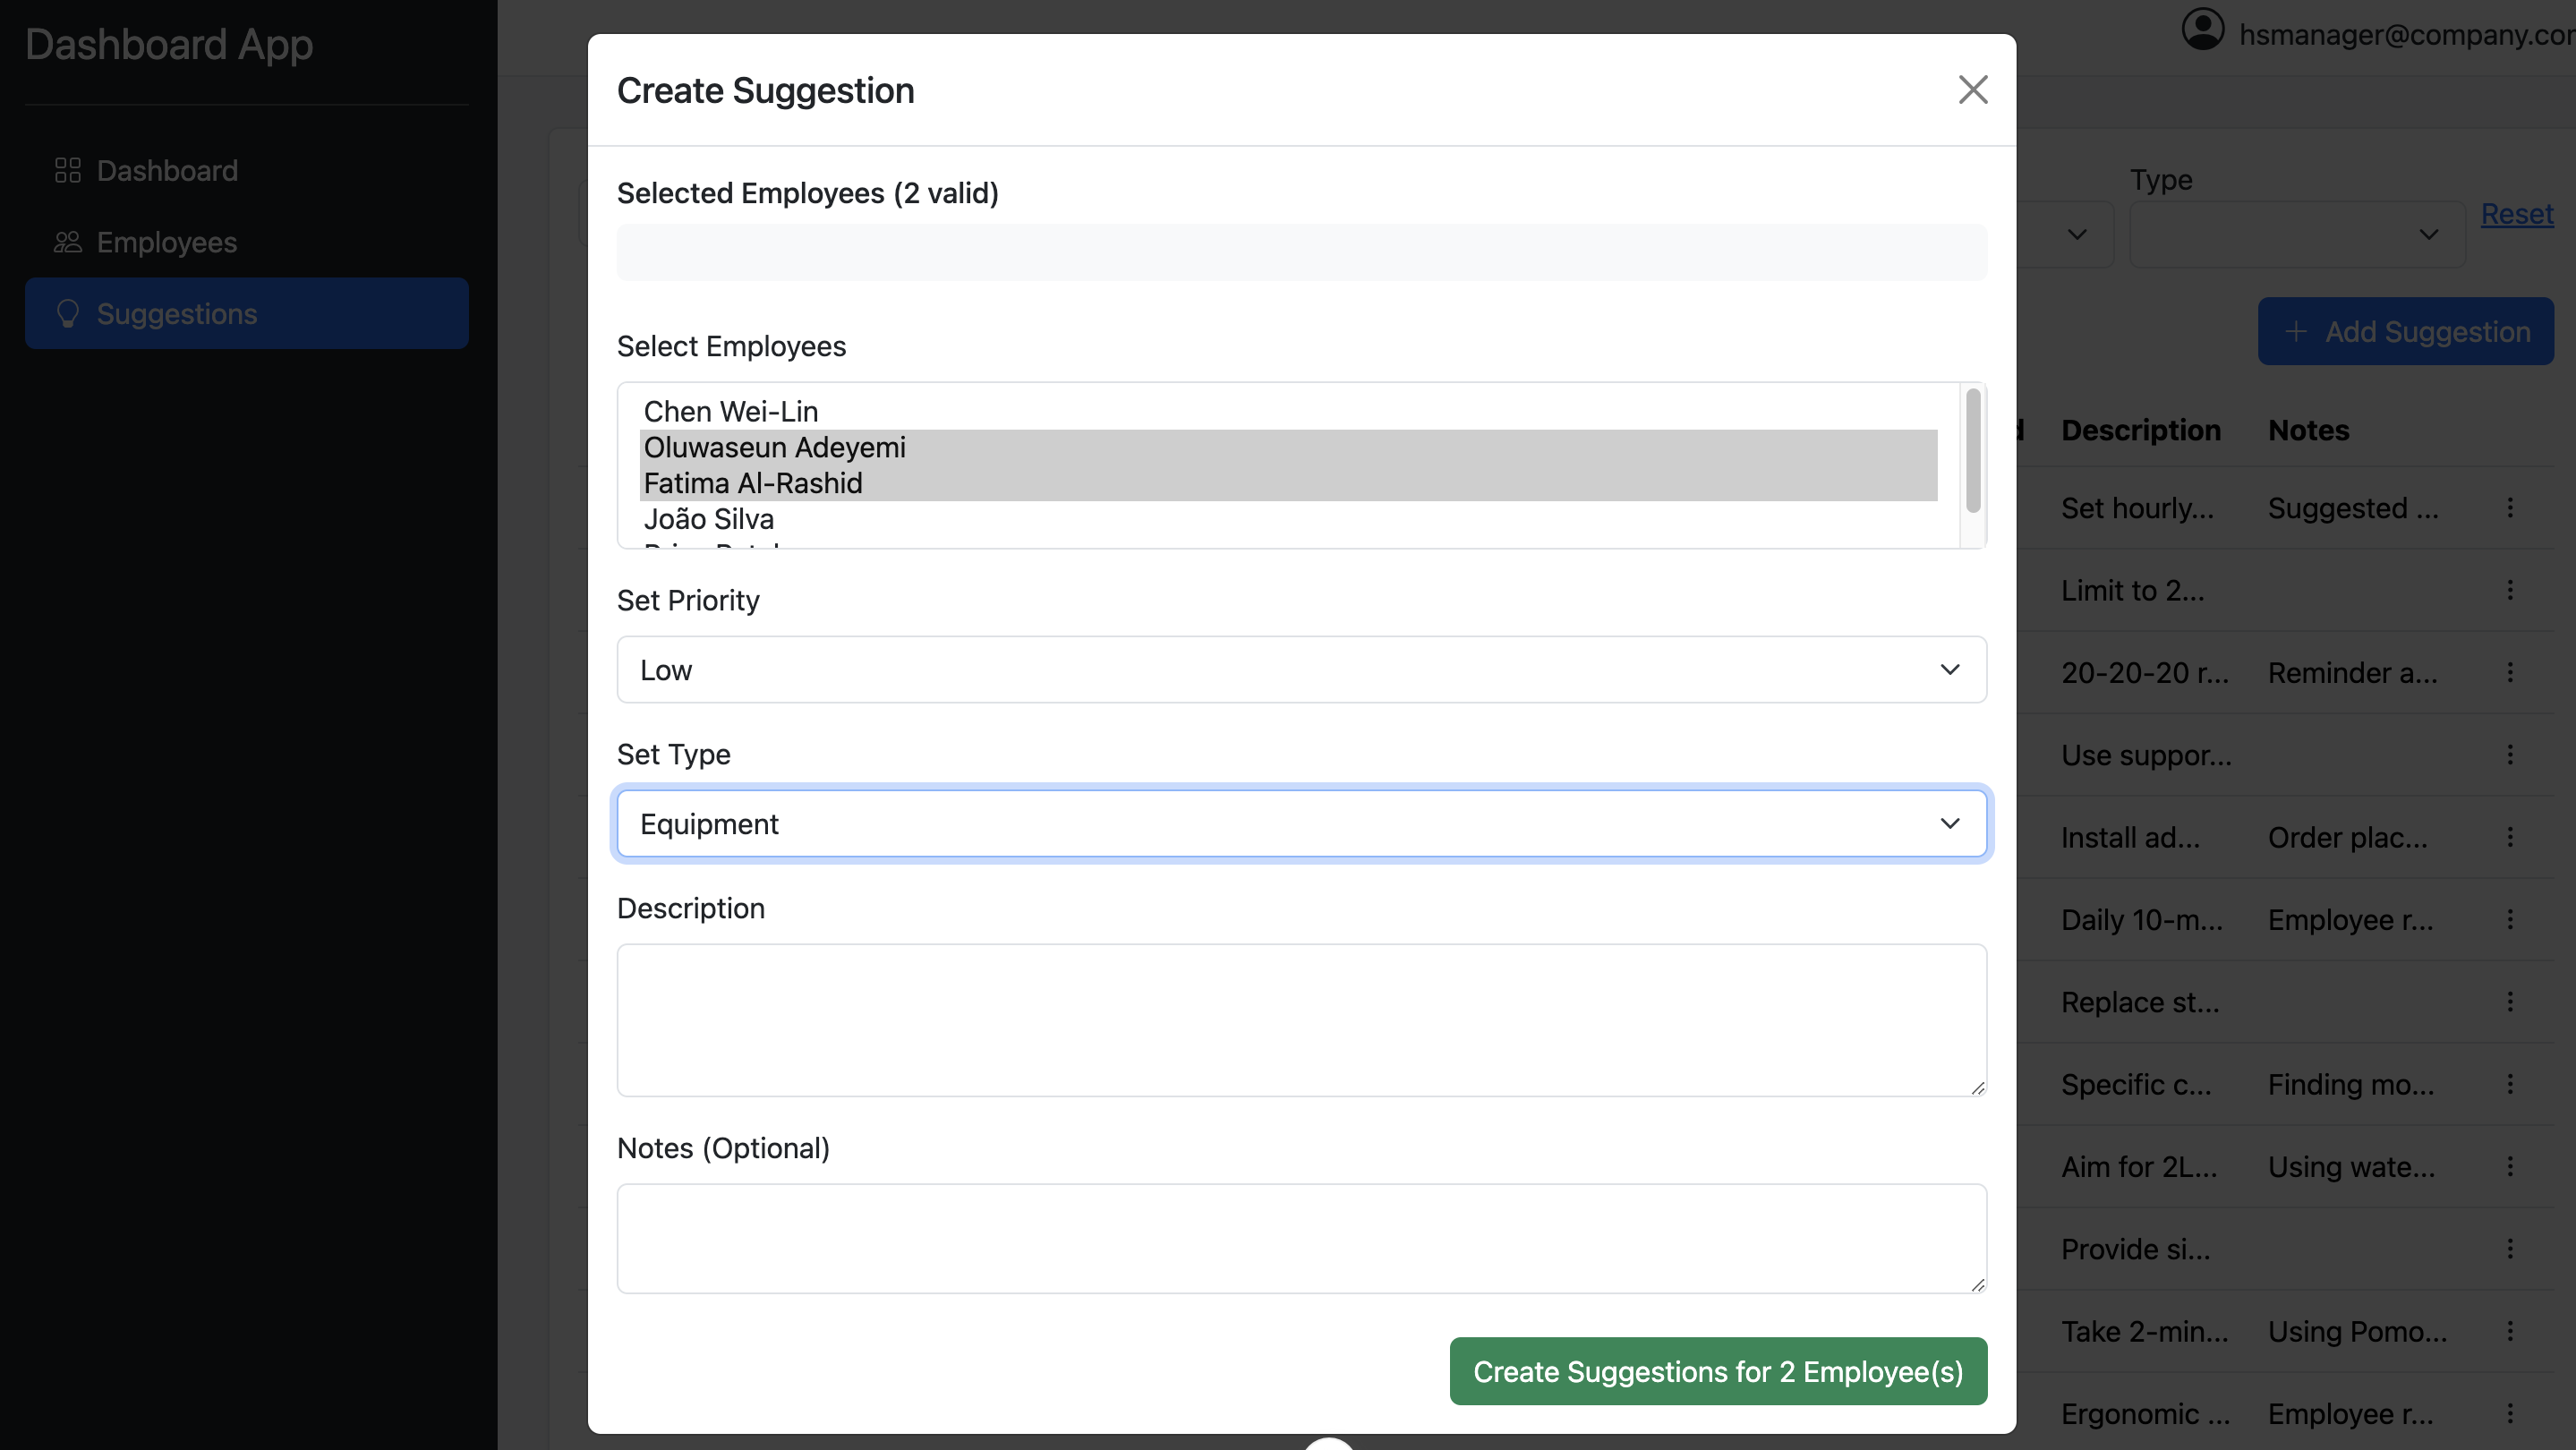 Dashboard App
Dashboard
Employees
Suggestions
hsmanager@company.com
Type
Reset
Add Suggestion
Description Notes
Set hourly... Suggested ...
Limit to 2...
20-20-20 r... Reminder a...
Use suppor...
Install ad... Order plac...
Daily 10-m... Employee r...
Replace st...
Specific c... Finding mo...
Aim for 2L... Using wate...
Provide si...
Take 2-min... Using Pomo...
Ergonomic ... Employee r...
Create Suggestion
Selected Employees (2 valid)
Select Employees
Chen Wei-Lin
Oluwaseun Adeyemi
Fatima Al-Rashid
João Silva
Set Priority
Low
Set Type
Equipment
Description
Notes (Optional)
Create Suggestions for 2 Employee(s)